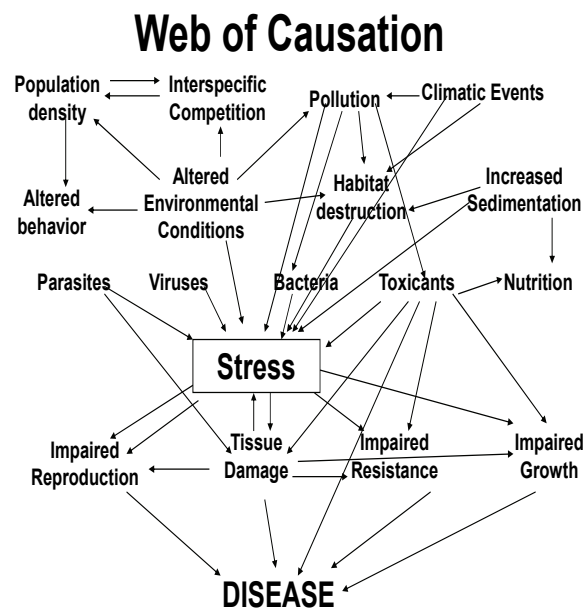 Web of Causation
Population
density
Interspecific
Competition
Pollution
Climatic Events
Altered
behavior
Altered
Environmental
Conditions
Habitat
destruction
Increased
Sedimentation
Parasites
Viruses
Bacteria
Toxicants
Nutrition
Stress
Impaired
Reproduction
Tissue
Damage
Impaired
Resistance
Impaired
Growth
DISEASE